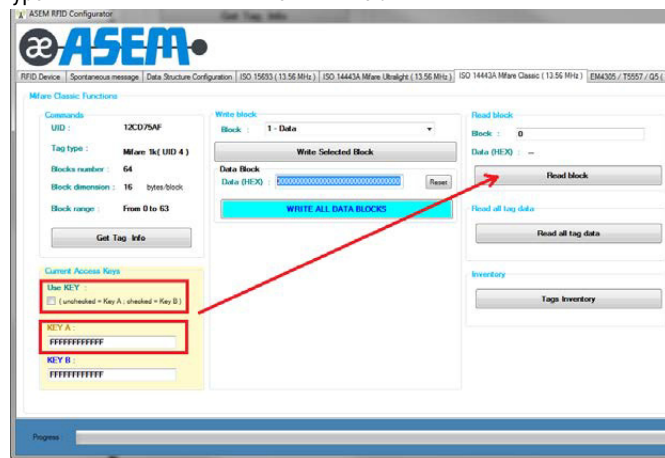 ASEM RFID Configurator
æ ASEM
RFID Device
Spontaneous message
Data Structure Configuration
ISO 15693 ( 13.56 MHz )
ISO 14443A Mifare Ultralight ( 13.56 MHz )
ISO 14443A Mifare Classic ( 13.56 MHz )
EM4305 / T5557 / Q5 (
Mifare Classic Functions
Commands
UID : 12CD75AF
Tag type : Mifare 1k( UID 4 )
Blocks number : 64
Block dimension : 16 bytes/block
Block range : From 0 to 63
Get Tag Info
Current Access Keys
Use KEY :
( unchecked = Key A ; checked = Key B )
KEY A :
FFFFFFFFFFFF
KEY B :
FFFFFFFFFFFF
Write block
Block : 1 - Data
Write Selected Block
Data Block
Data (HEX) : 00000000000000000000000000000000
Reset
WRITE ALL DATA BLOCKS
Read block
Block : 0
Data (HEX) : --
Read block
Read all tag data
Read all tag data
Inventory
Tags Inventory
Progress